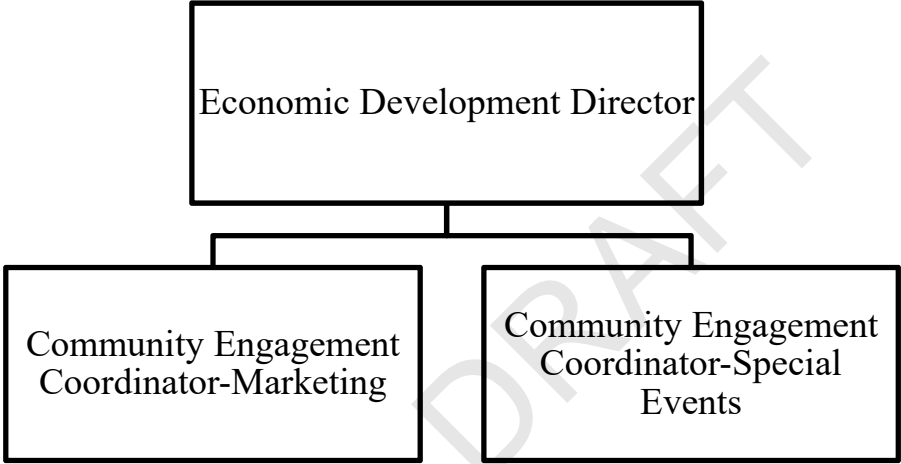 Economic Development Director
Community Engagement
Coordinator-Marketing
Community Engagement
Coordinator-Special
Events
DRAFT